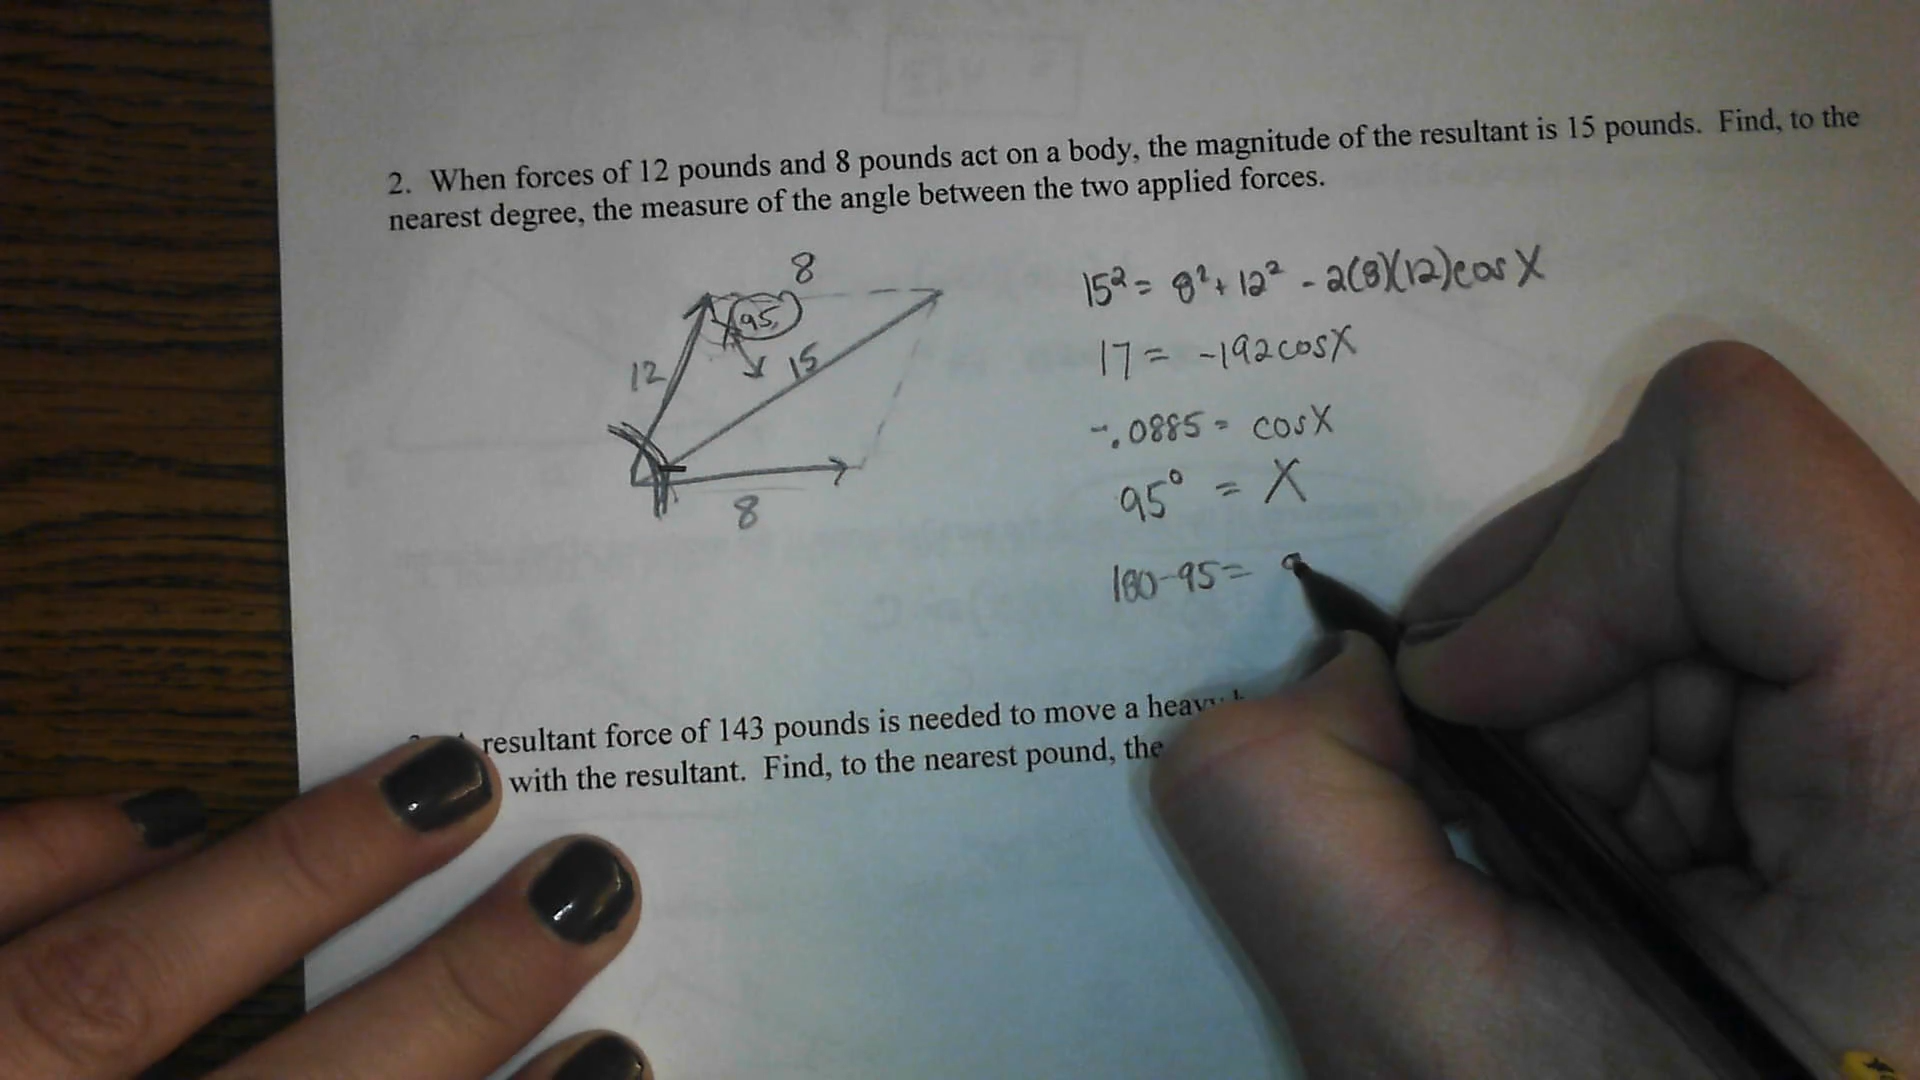 2. When forces of 12 pounds and 8 pounds act on a body, the magnitude of the resultant is 15 pounds. Find, to the
nearest degree, the measure of the angle between the two applied forces.
8
95
12
15
8
15² = 8² + 12² - 2(8)(12)cos X
17 = -192cosX
-.0885 = cosX
95° = X
180-95=
resultant force of 143 pounds is needed to move a heavy
with the resultant. Find, to the nearest pound, the